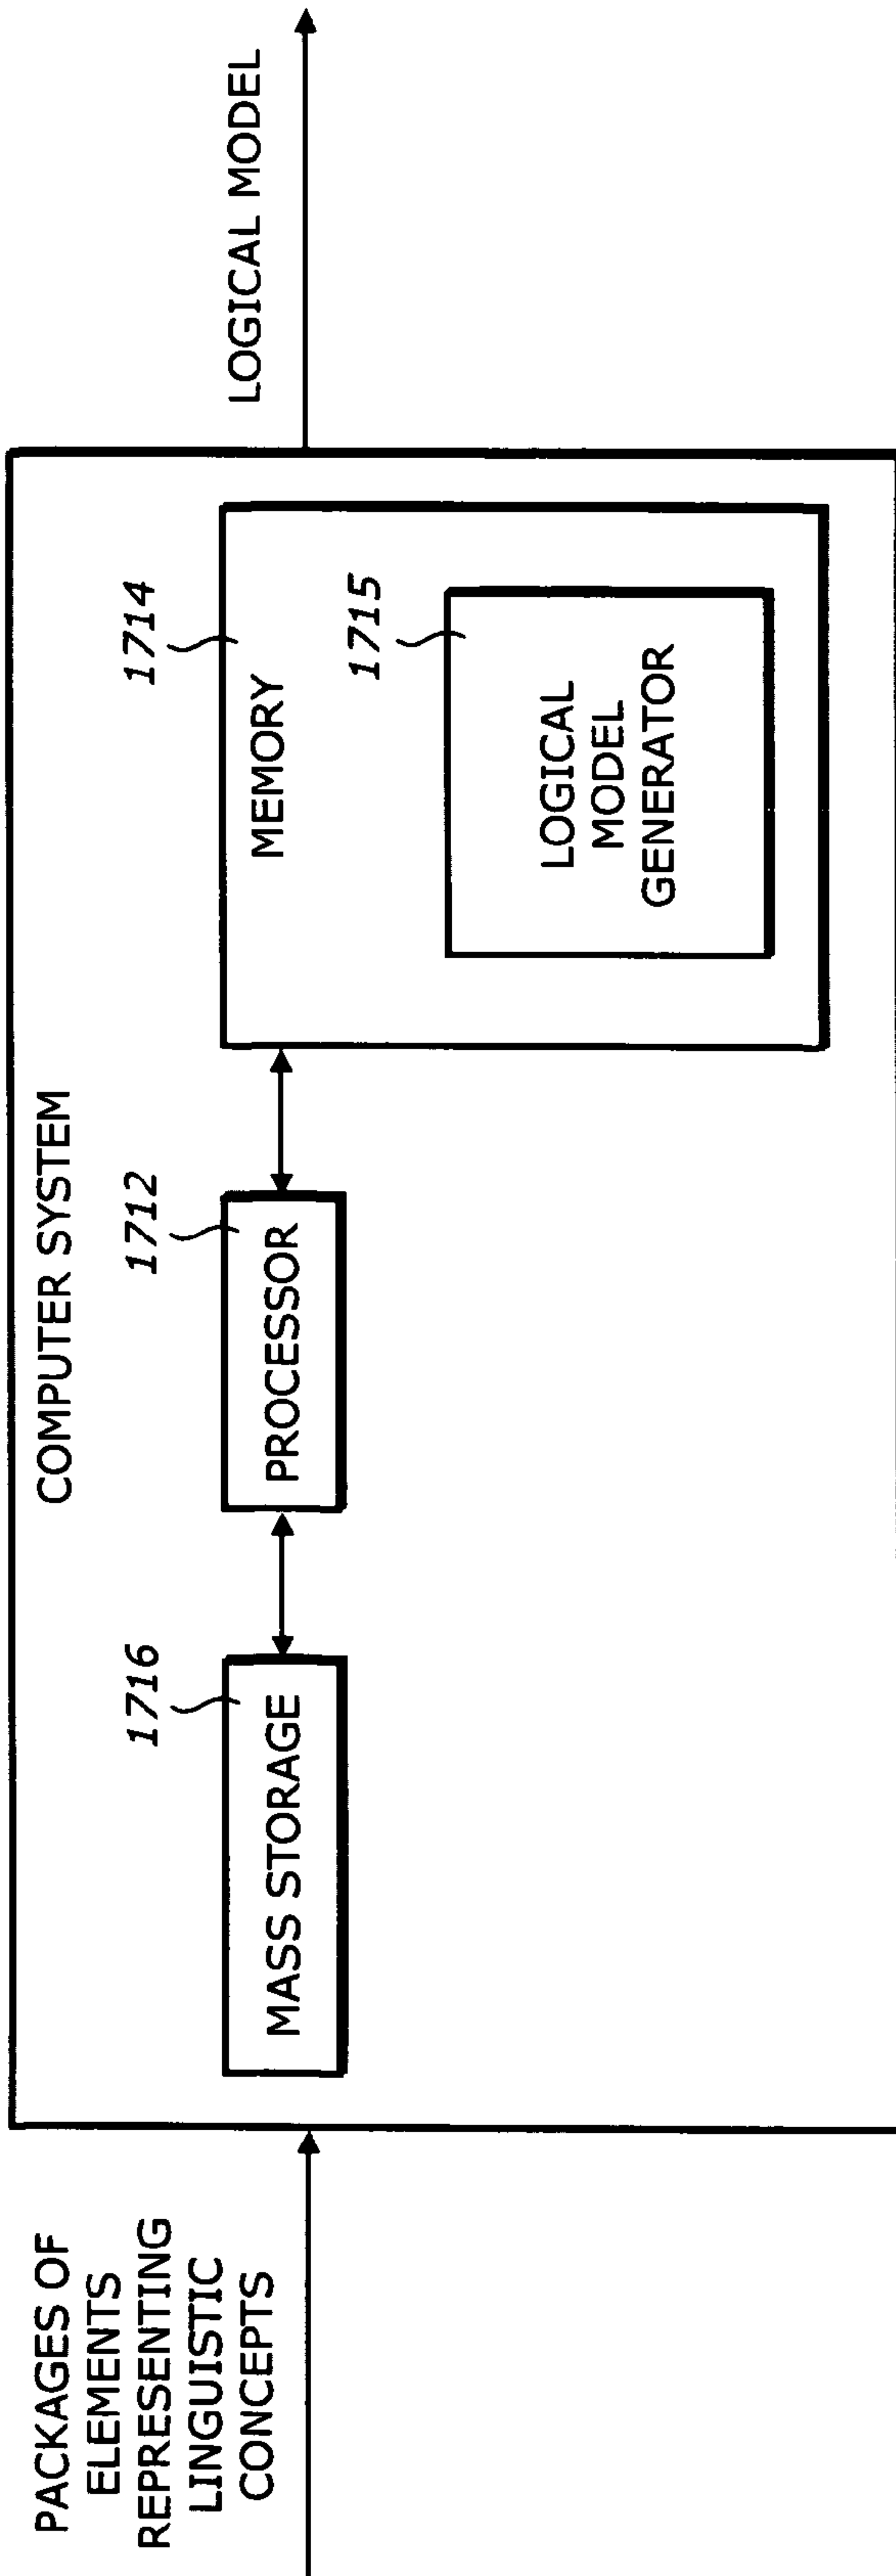 PACKAGES OF
ELEMENTS
REPRESENTING
LINGUISTIC
CONCEPTS
COMPUTER SYSTEM
1716
MASS STORAGE
1712
PROCESSOR
1714
MEMORY
1715
LOGICAL
MODEL
GENERATOR
LOGICAL MODEL